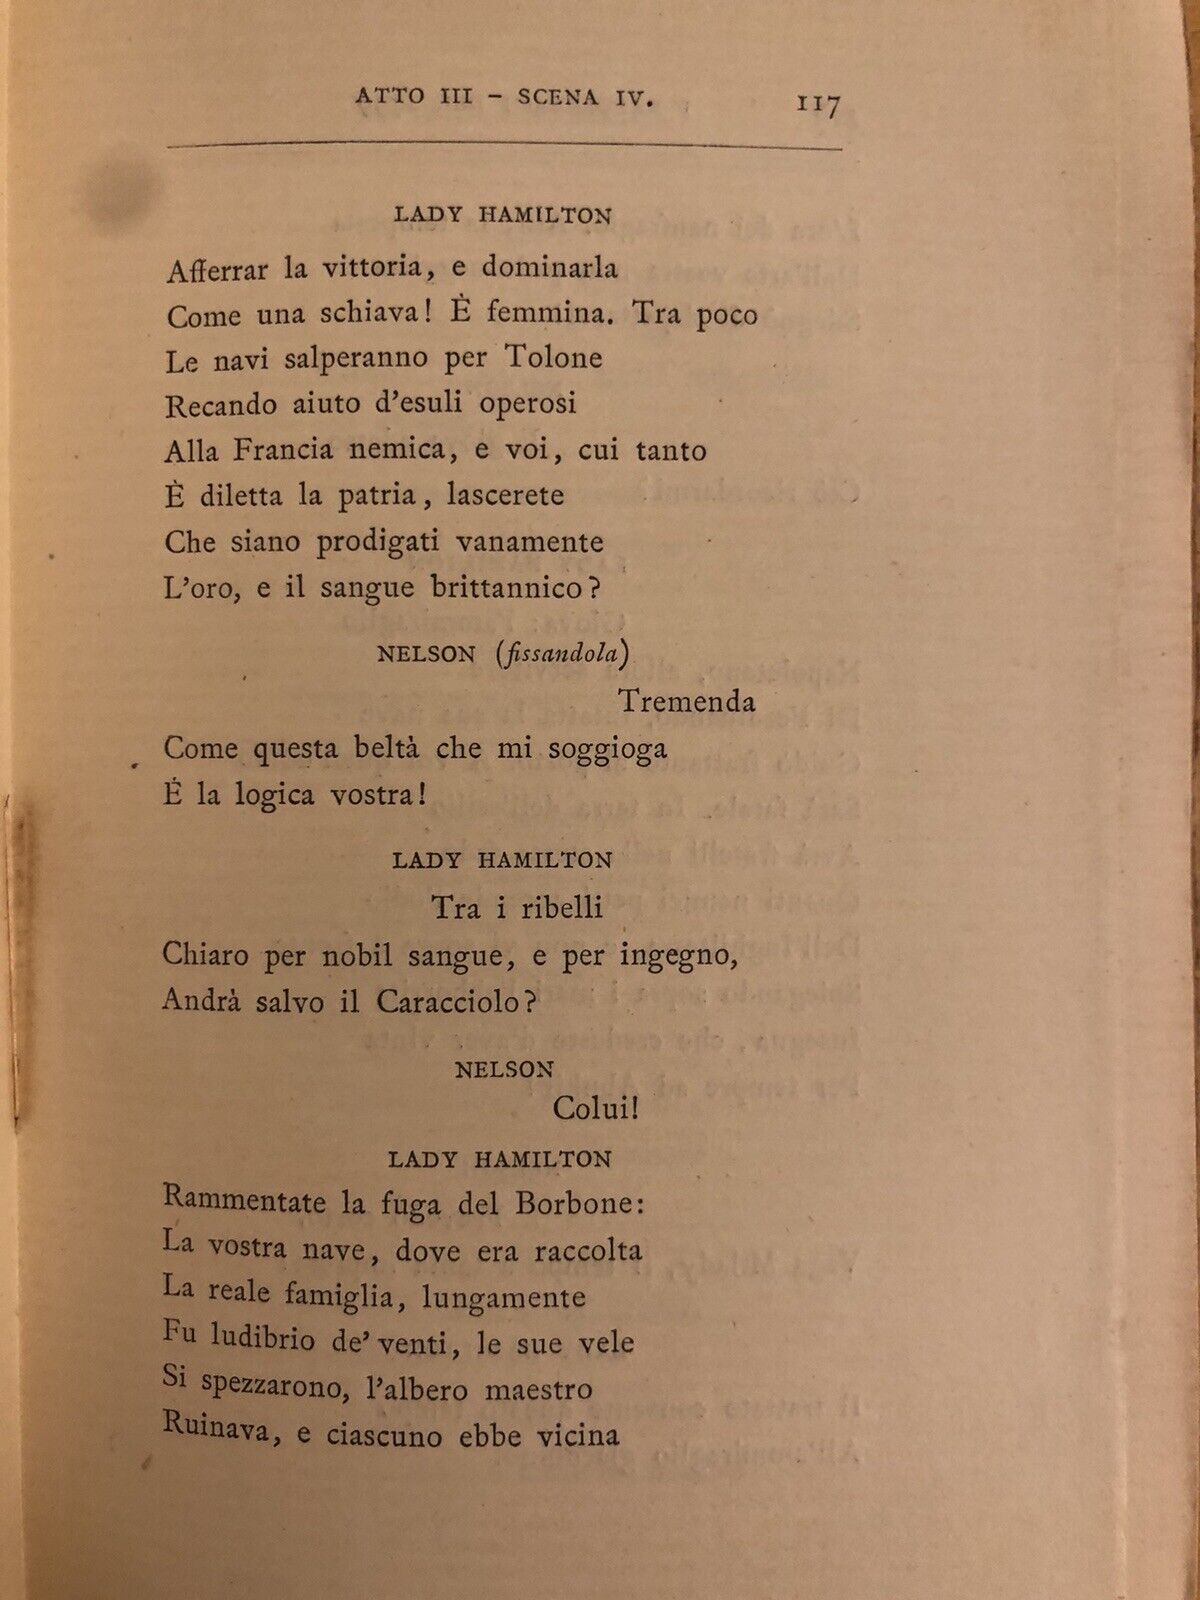 ATTO III – SCENA IV. 117
LADY HAMILTON
Afferrar la vittoria, e dominarla
Come una schiava! È femmina. Tra poco
Le navi salperanno per Tolone
Recando aiuto d'esuli operosi
Alla Francia nemica, e voi, cui tanto
È diletta la patria, lascerete
Che siano prodigati vanamente
L'oro, e il sangue brittannico?
NELSON (fissandola)
Tremenda
Come questa beltà che mi soggioga
É la logica vostra!
LADY HAMILTON
Tra i ribelli
Chiaro per nobil sangue, e per ingegno,
Andrà salvo il Caracciolo?
NELSON
Colui!
LADY HAMILTON
Rammentate la fuga del Borbone:
La vostra nave, dove era raccolta
La reale famiglia, lungamente
Fu ludibrio de' venti, le sue vele
Si spezzarono, l'albero maestro
Ruinava, e ciascuno ebbe vicina